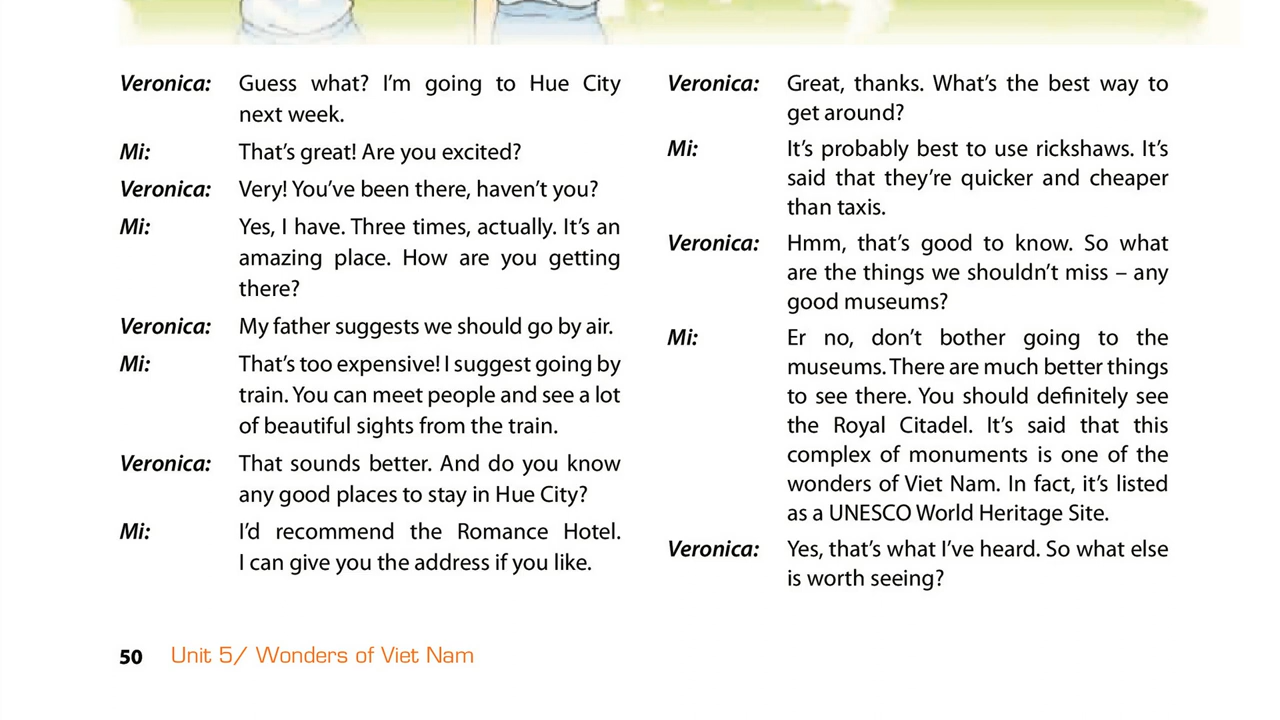 Veronica: Guess what? I'm going to Hue City
next week.
Mi: That's great! Are you excited?
Veronica: Very! You've been there, haven't you?
Mi: Yes, I have. Three times, actually. It's an
amazing place. How are you getting
there?
Veronica: My father suggests we should go by air.
Mi: That's too expensive! I suggest going by
train. You can meet people and see a lot
of beautiful sights from the train.
Veronica: That sounds better. And do you know
any good places to stay in Hue City?
Mi: I'd recommend the Romance Hotel.
I can give you the address if you like.
Veronica: Great, thanks. What's the best way to
get around?
Mi: It's probably best to use rickshaws. It's
said that they're quicker and cheaper
than taxis.
Veronica: Hmm, that's good to know. So what
are the things we shouldn't miss – any
good museums?
Mi: Er no, don't bother going to the
museums. There are much better things
to see there. You should definitely see
the Royal Citadel. It's said that this
complex of monuments is one of the
wonders of Viet Nam. In fact, it's listed
as a UNESCO World Heritage Site.
Veronica: Yes, that's what I've heard. So what else
is worth seeing?
50 Unit 5/ Wonders of Viet Nam